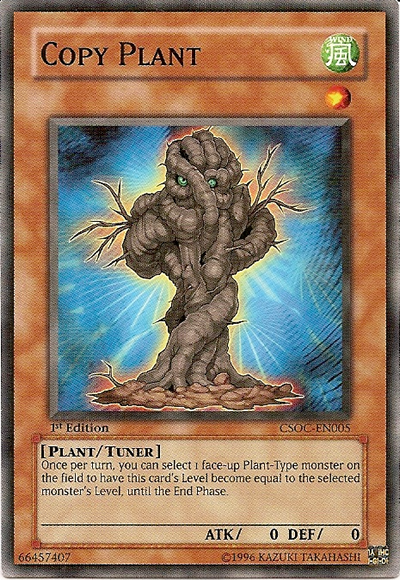 COPY PLANT
WIND
風
1st Edition
CSOC-EN005
[PLANT/TUNER]
Once per turn, you can select 1 face-up Plant-Type monster
on the field to have this card's Level become equal to the selected
monster's Level, until the End Phase.
ATK/ 0 DEF/ 0
66457407
©1996 KAZUKI TAKAHASHI